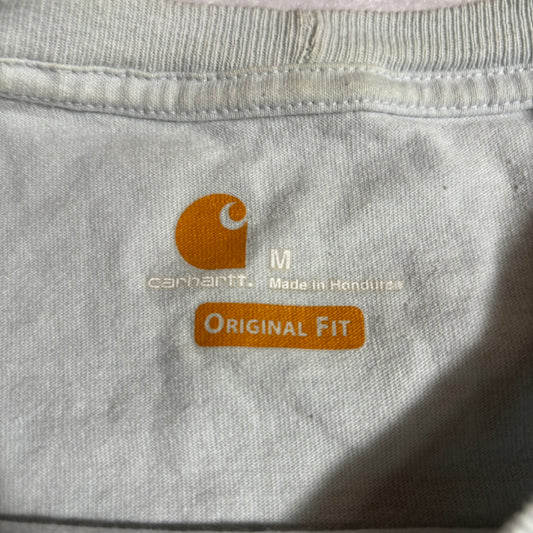 M
carhartt.
Made in Honduras
ORIGINAL FIT